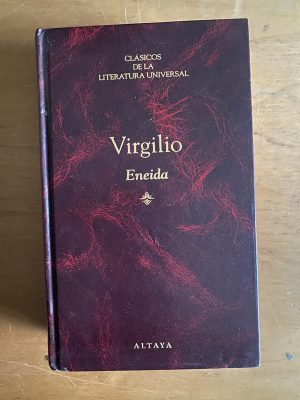 CLÁSICOS
DE LA
LITERATURA UNIVERSAL
Virgilio
Eneida
ALTAYA